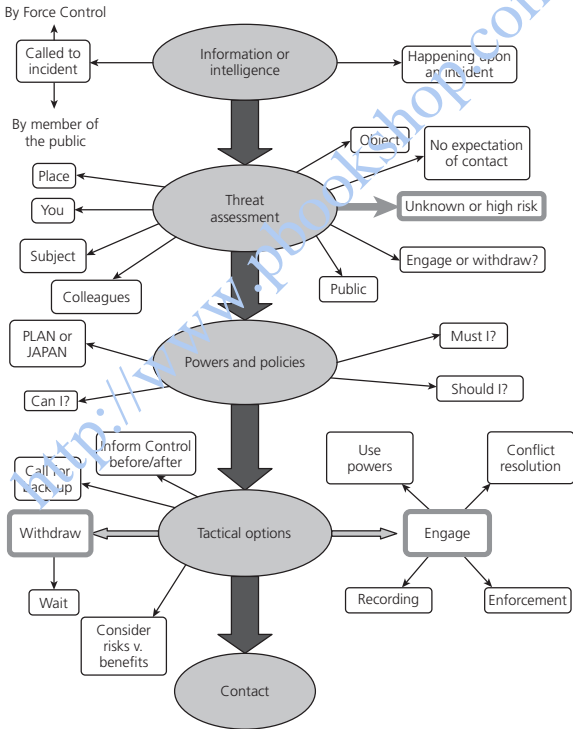 By Force Control
Called to
incident
By member of
the public
Information or
intelligence
Happening upon
an incident
Object
No expectation
of contact
Place
You
Threat
assessment
Unknown or high risk
Subject
Colleagues
Public
Engage or withdraw?
PLAN or
JAPAN
Powers and policies
Must I?
Can I?
Should I?
Inform Control
before/after
Call for
back up
Use
powers
Conflict
resolution
Withdraw
Tactical options
Engage
Wait
Consider
risks v.
benefits
Recording
Enforcement
Contact
http://www.pbookshop.com